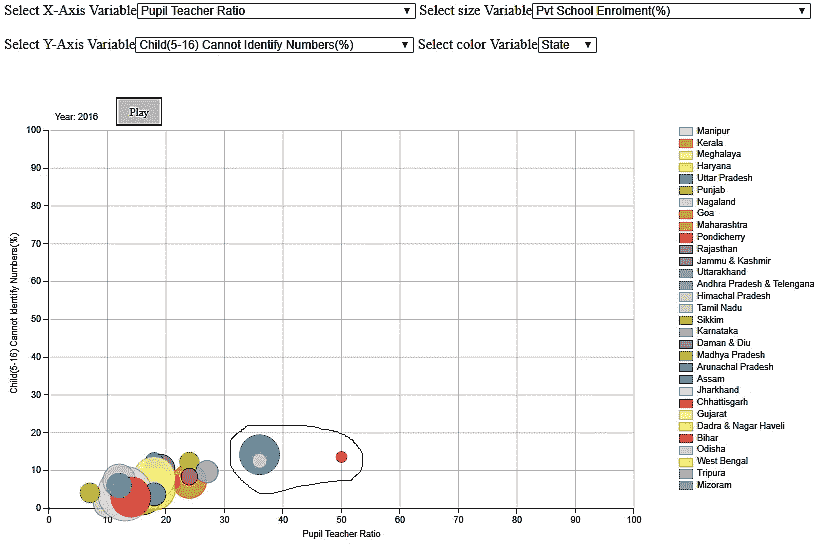 Select X-Axis Variable Pupil Teacher Ratio ▼ Select size Variable Pvt School Enrolment(%) ▼
Select Y-Axis Variable Child(5-16) Cannot Identify Numbers(%) ▼ Select color Variable State ▼
Year: 2016
Play
100
90
80
70
60
50
40
30
20
10
0
Child(5-16) Cannot Identify Numbers(%)
0 10 20 30 40 50 60 70 80 90 100
Pupil Teacher Ratio
Manipur
Kerala
Meghalaya
Haryana
Uttar Pradesh
Punjab
Nagaland
Goa
Maharashtra
Pondicherry
Rajasthan
Jammu & Kashmir
Uttarakhand
Andhra Pradesh & Telengana
Himachal Pradesh
Tamil Nadu
Sikkim
Karnataka
Daman & Diu
Madhya Pradesh
Arunachal Pradesh
Assam
Jharkhand
Chhattisgarh
Gujarat
Dadra & Nagar Haveli
Bihar
Odisha
West Bengal
Tripura
Mizoram